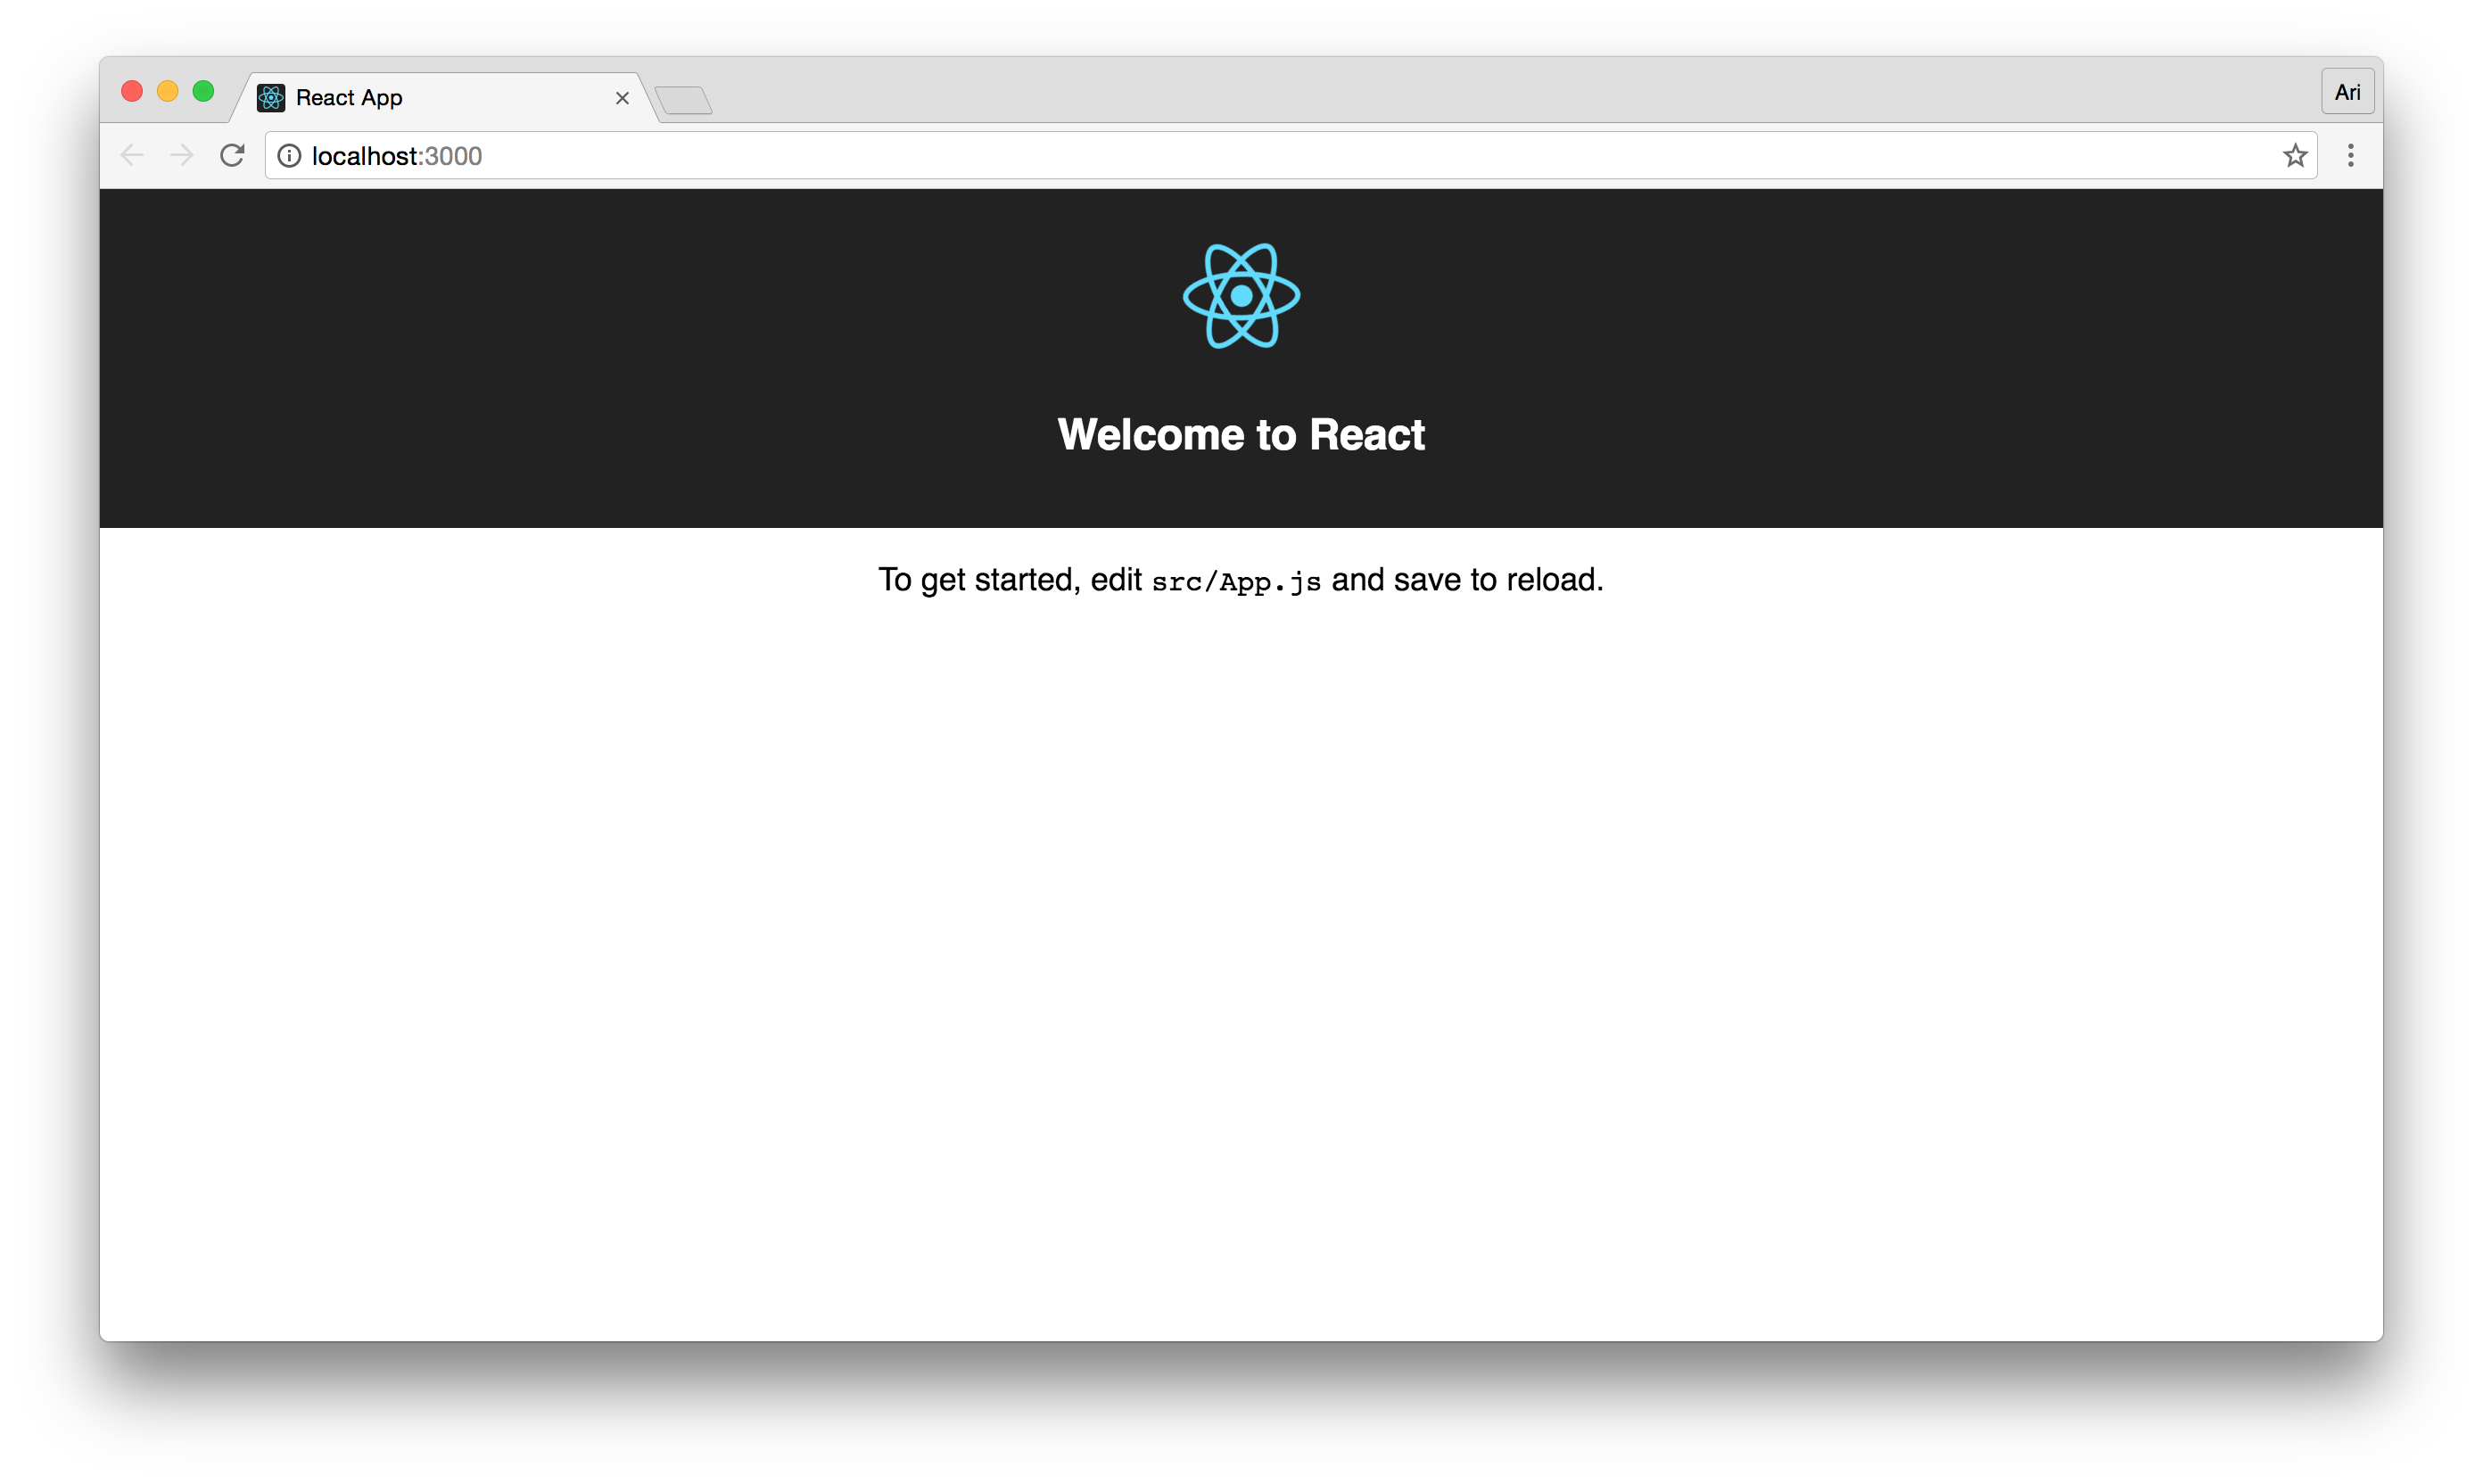 React App
Ari
localhost:3000
Welcome to React
To get started, edit src/App.js and save to reload.